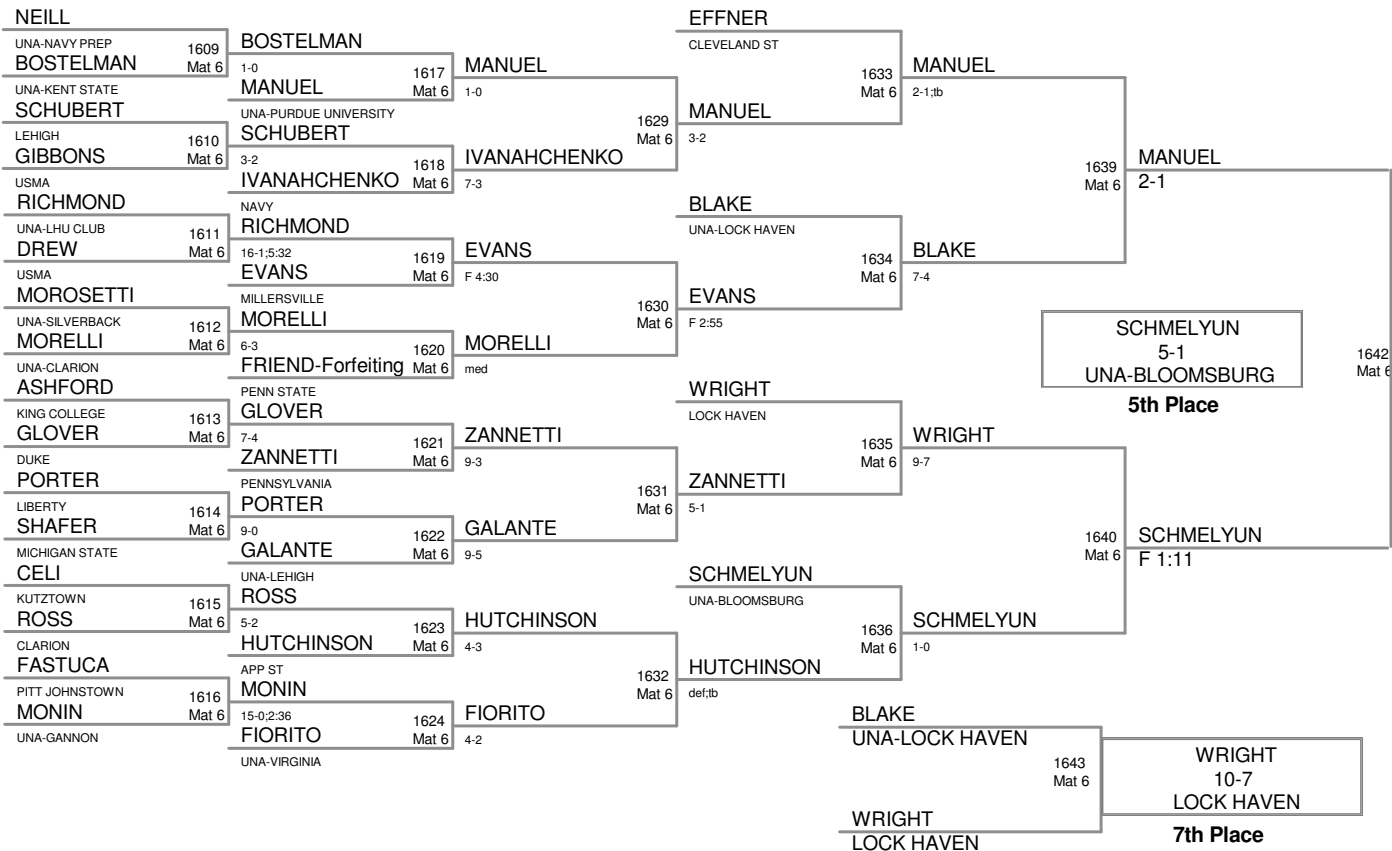 NEILL
UNA-NAVY PREP
BOSTELMAN
UNA-KENT STATE
SCHUBERT
LEHIGH
GIBBONS
USMA
RICHMOND
UNA-LHU CLUB
DREW
USMA
MOROSETTI
UNA-SILVERBACK
MORELLI
UNA-CLARION
ASHFORD
KING COLLEGE
GLOVER
DUKE
PORTER
LIBERTY
SHAFER
MICHIGAN STATE
CELI
KUTZTOWN
ROSS
CLARION
FASTUCA
PITT JOHNSTOWN
MONIN
UNA-GANNON
1609
Mat 6
1610
Mat 6
1611
Mat 6
1612
Mat 6
1613
Mat 6
1614
Mat 6
1615
Mat 6
1616
Mat 6
BOSTELMAN
1-0
MANUEL
UNA-PURDUE UNIVERSITY
SCHUBERT
3-2
IVANAHCHENKO
NAVY
RICHMOND
16-1;5:32
EVANS
MILLERSVILLE
MORELLI
6-3
FRIEND-Forfeiting
PENN STATE
GLOVER
7-4
ZANNETTI
PENNSYLVANIA
PORTER
9-0
GALANTE
UNA-LEHIGH
ROSS
5-2
HUTCHINSON
APP ST
MONIN
15-0;2:36
FIORITO
UNA-VIRGINIA
1617
Mat 6
1618
Mat 6
1619
Mat 6
1620
Mat 6
1621
Mat 6
1622
Mat 6
1623
Mat 6
1624
Mat 6
MANUEL
1-0
IVANAHCHENKO
7-3
EVANS
F 4:30
MORELLI
med
ZANNETTI
9-3
GALANTE
9-5
HUTCHINSON
4-3
FIORITO
4-2
1629
Mat 6
1630
Mat 6
1631
Mat 6
1632
Mat 6
EFFNER
CLEVELAND ST
MANUEL
3-2
BLAKE
UNA-LOCK HAVEN
EVANS
F 2:55
WRIGHT
LOCK HAVEN
ZANNETTI
5-1
SCHMELYUN
UNA-BLOOMSBURG
HUTCHINSON
def;tb
1633
Mat 6
1634
Mat 6
1635
Mat 6
1636
Mat 6
MANUEL
2-1;tb
BLAKE
7-4
WRIGHT
9-7
SCHMELYUN
1-0
1639
Mat 6
1640
Mat 6
MANUEL
2-1
SCHMELYUN
F 1:11
1642
Mat 6
SCHMELYUN
5-1
UNA-BLOOMSBURG
5th Place
BLAKE
UNA-LOCK HAVEN
1643
Mat 6
WRIGHT
LOCK HAVEN
WRIGHT
10-7
LOCK HAVEN
7th Place